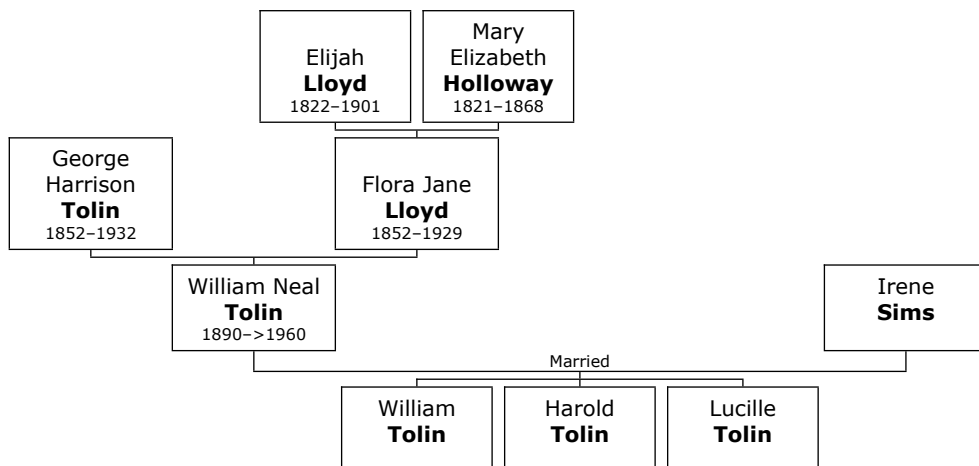 Elijah
Lloyd
1822–1901
Mary
Elizabeth
Holloway
1821–1868
George
Harrison
Tolin
1852–1932
Flora Jane
Lloyd
1852–1929
William Neal
Tolin
1890–>1960
Irene
Sims
Married
William
Tolin
Harold
Tolin
Lucille
Tolin